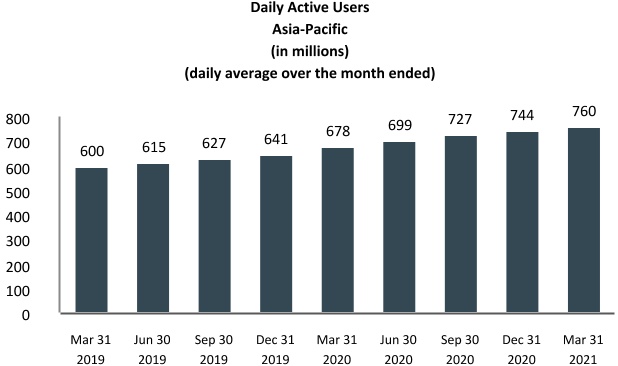 Daily Active Users
Asia-Pacific
(in millions)
(daily average over the month ended)
800
700
600
500
400
300
200
100
0
600
615
627
641
678
699
727
744
760
Mar 31 2019
Jun 30 2019
Sep 30 2019
Dec 31 2019
Mar 31 2020
Jun 30 2020
Sep 30 2020
Dec 31 2020
Mar 31 2021